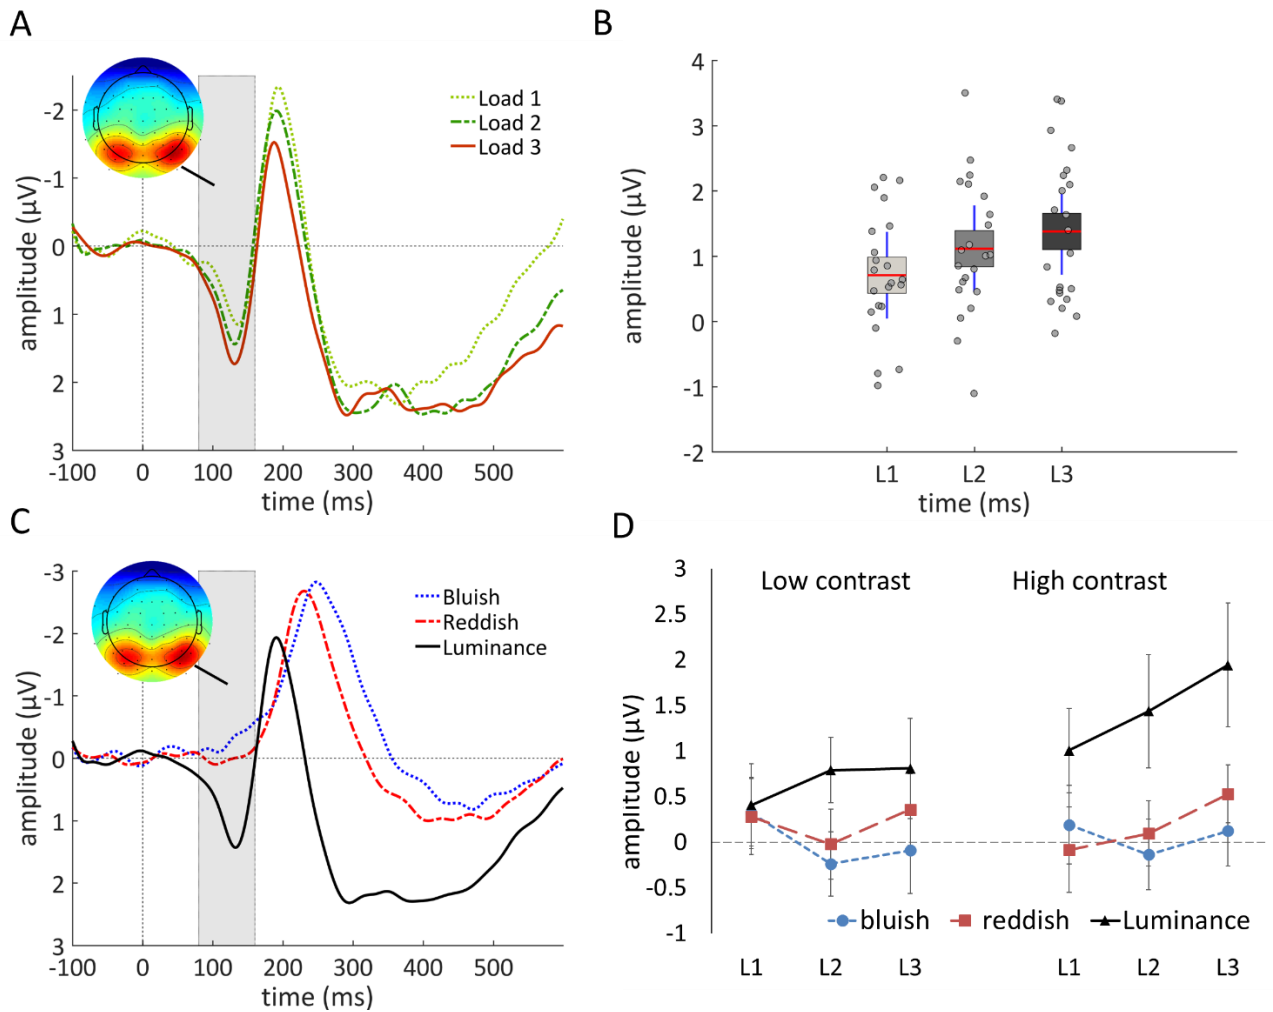 A
-2
-1
0
1
2
3
amplitude (µV)
-100 0 100 200 300 400 500
time (ms)
Load 1
Load 2
Load 3
B
4
3
2
1
0
-1
-2
amplitude (µV)
L1 L2 L3
time (ms)
C
-3
-2
-1
0
1
2
3
amplitude (µV)
-100 0 100 200 300 400 500
time (ms)
Bluish
Reddish
Luminance
D
3
2.5
2
1.5
1
0.5
0
-0.5
-1
amplitude (µV)
Low contrast High contrast
bluish reddish Luminance
L1 L2 L3 L1 L2 L3